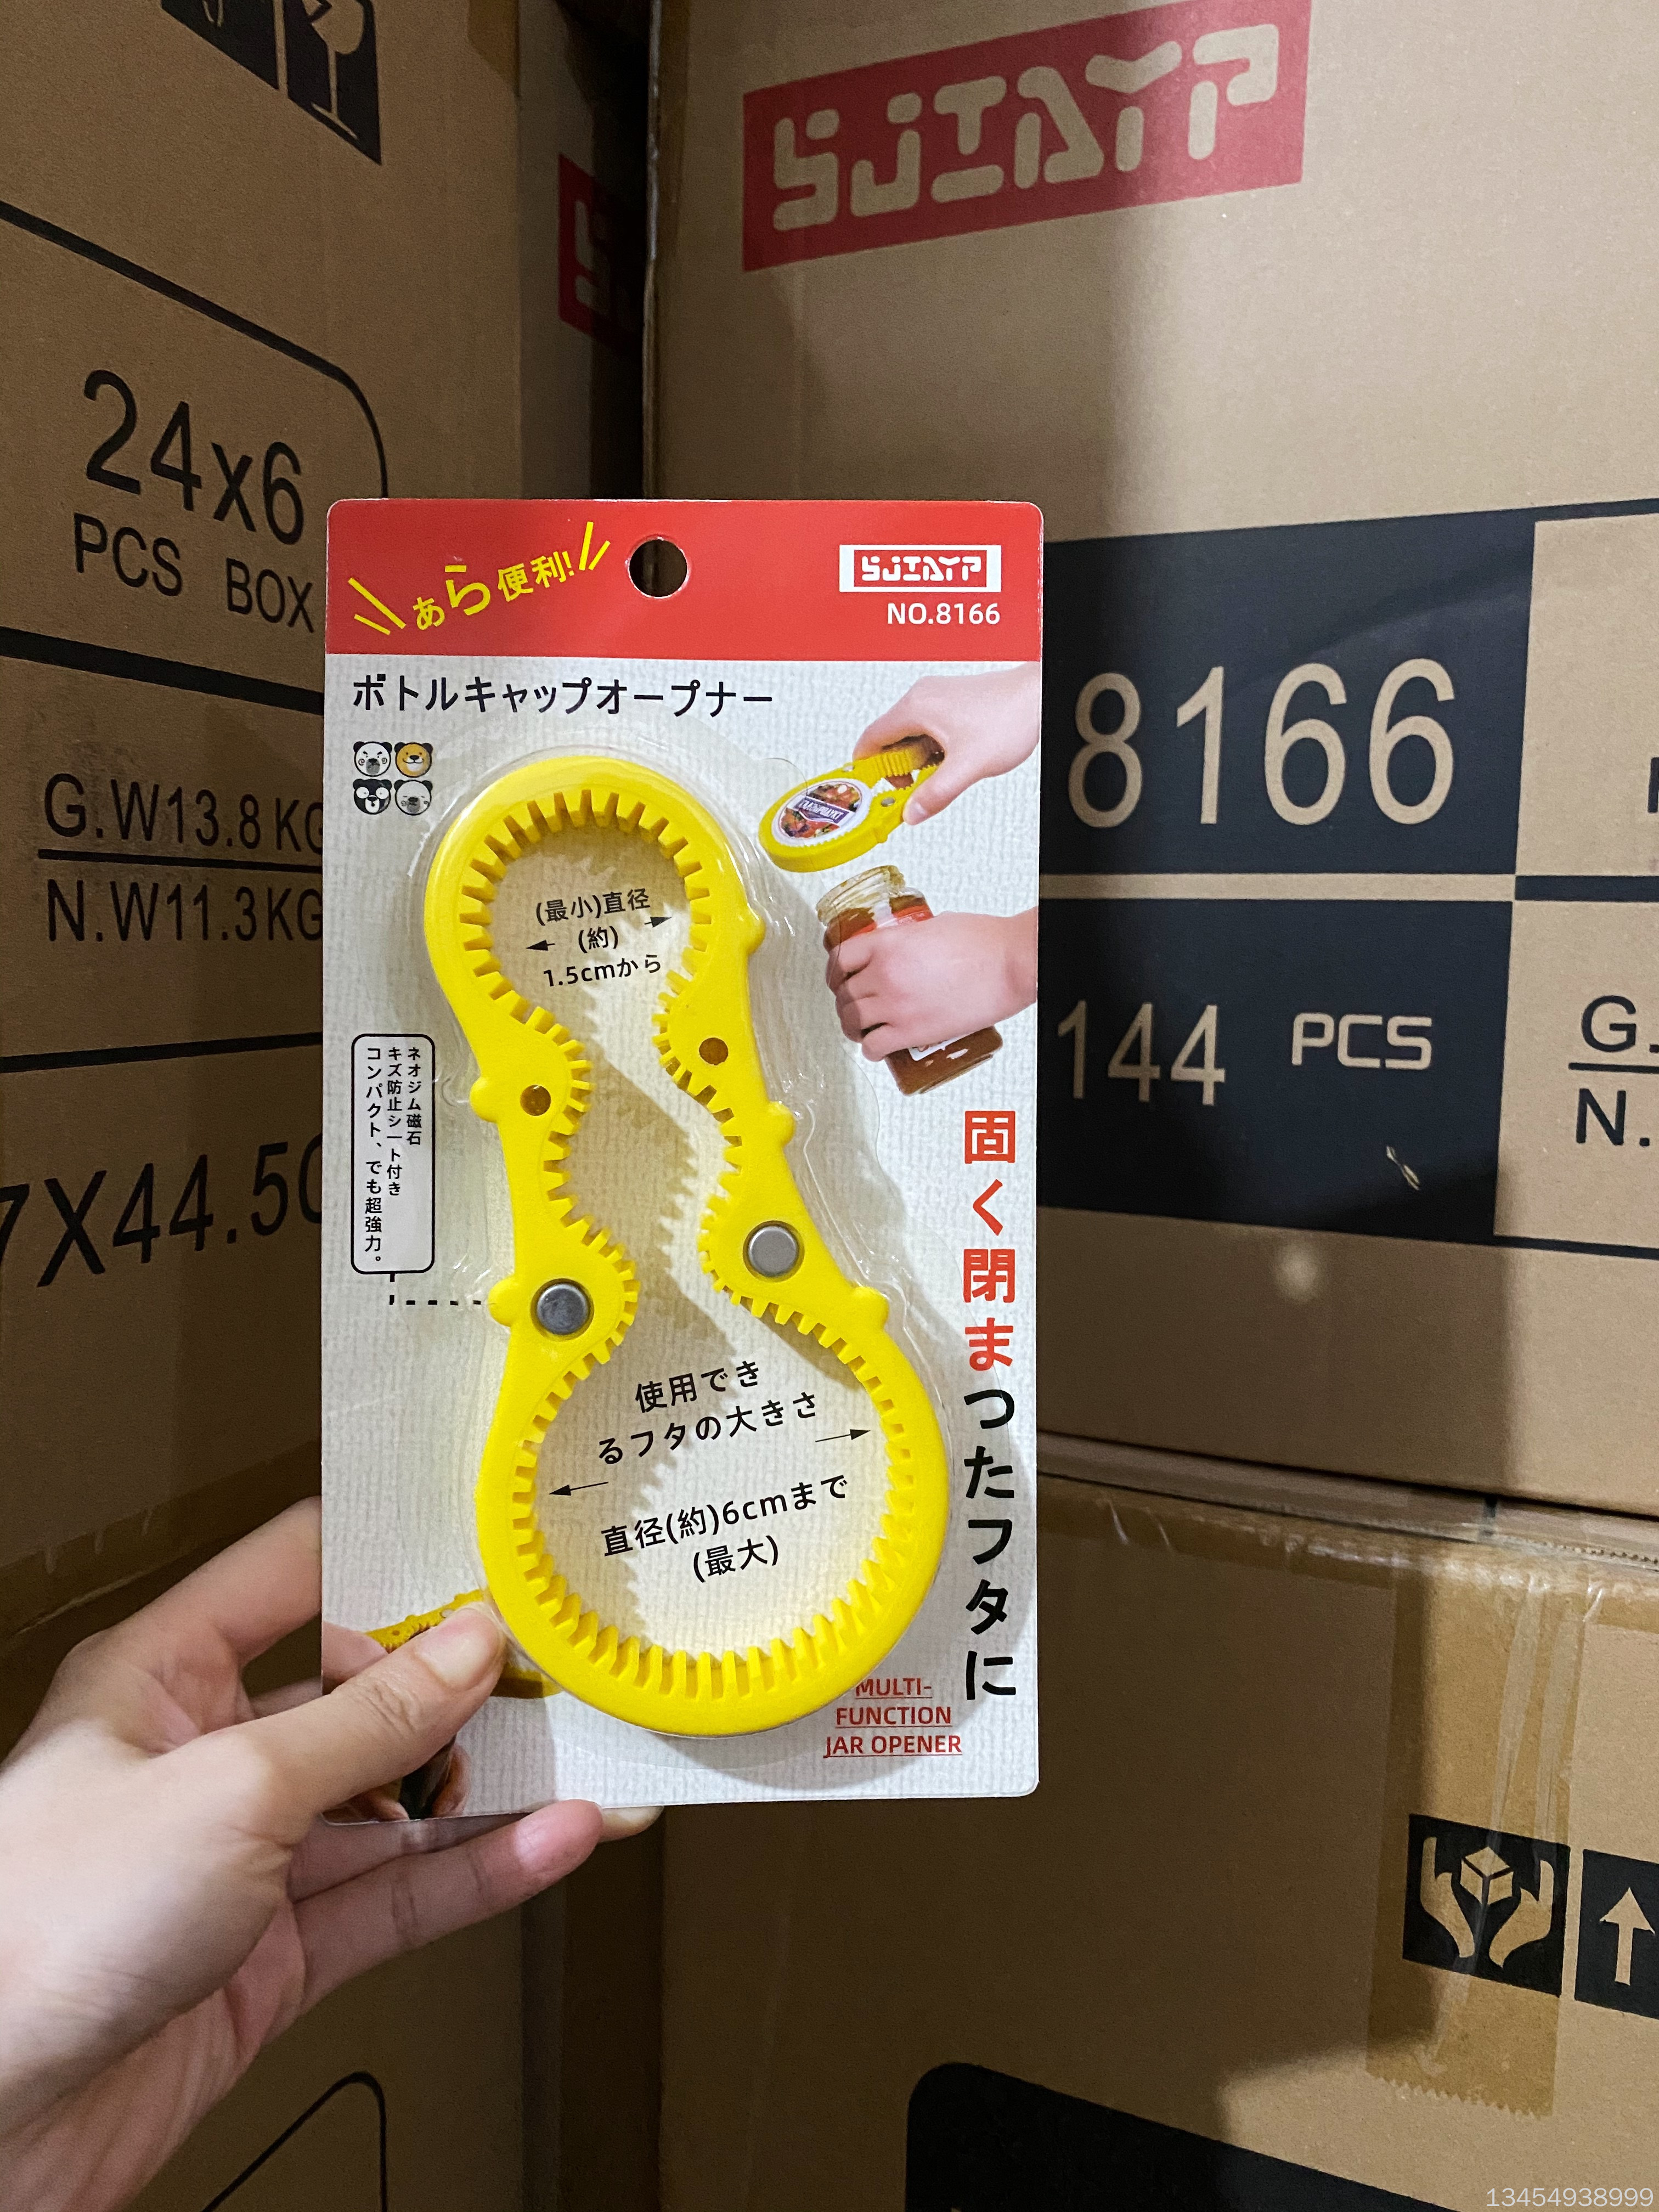 SJIAYP
24x6
PCS BOX
G.W13.8KG
N.W11.3KG
7X44.5
8166
144 PCS
G.
N.
あら便利!
SJIAYP
NO.8166
ボトルキャップオープナー
(最小)直径
(約)
1.5cmから
ネオジム磁石
キズ防止シート付き
コンパクト、でも超強力。
使用でき
るフタの大きさ
直径(約)6cmまで
(最大)
固く閉まつたフタに
MULTI-
FUNCTION
JAR OPENER
13454938999